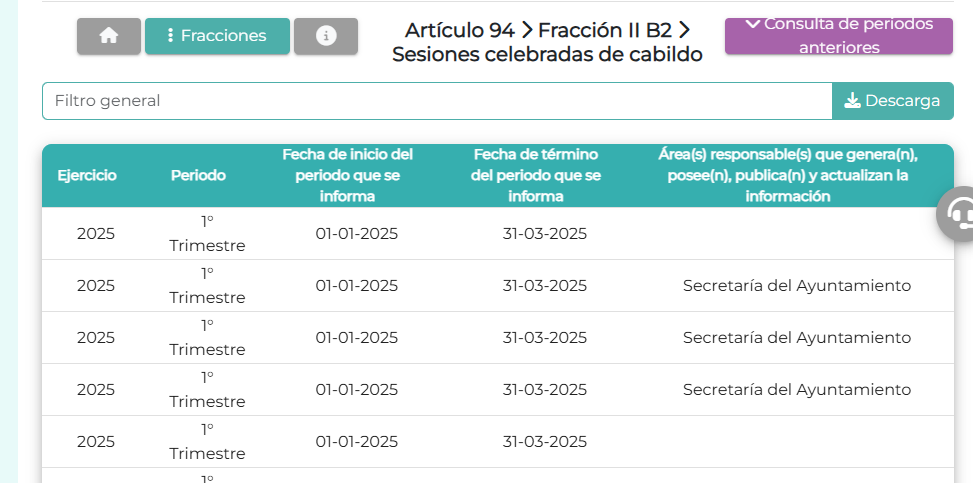 Fracciones
Artículo 94 > Fracción II B2 >
Sesiones celebradas de cabildo
Consulta de periodos
anteriores
Filtro general
Descarga
Ejercicio
Periodo
Fecha de inicio del
periodo que se
informa
Fecha de término
del periodo que se
informa
Área(s) responsable(s) que genera(n),
posee(n), publica(n) y actualizan la
información
2025 1° Trimestre 01-01-2025 31-03-2025
2025 1° Trimestre 01-01-2025 31-03-2025 Secretaría del Ayuntamiento
2025 1° Trimestre 01-01-2025 31-03-2025 Secretaría del Ayuntamiento
2025 1° Trimestre 01-01-2025 31-03-2025 Secretaría del Ayuntamiento
2025 1° Trimestre 01-01-2025 31-03-2025
1°